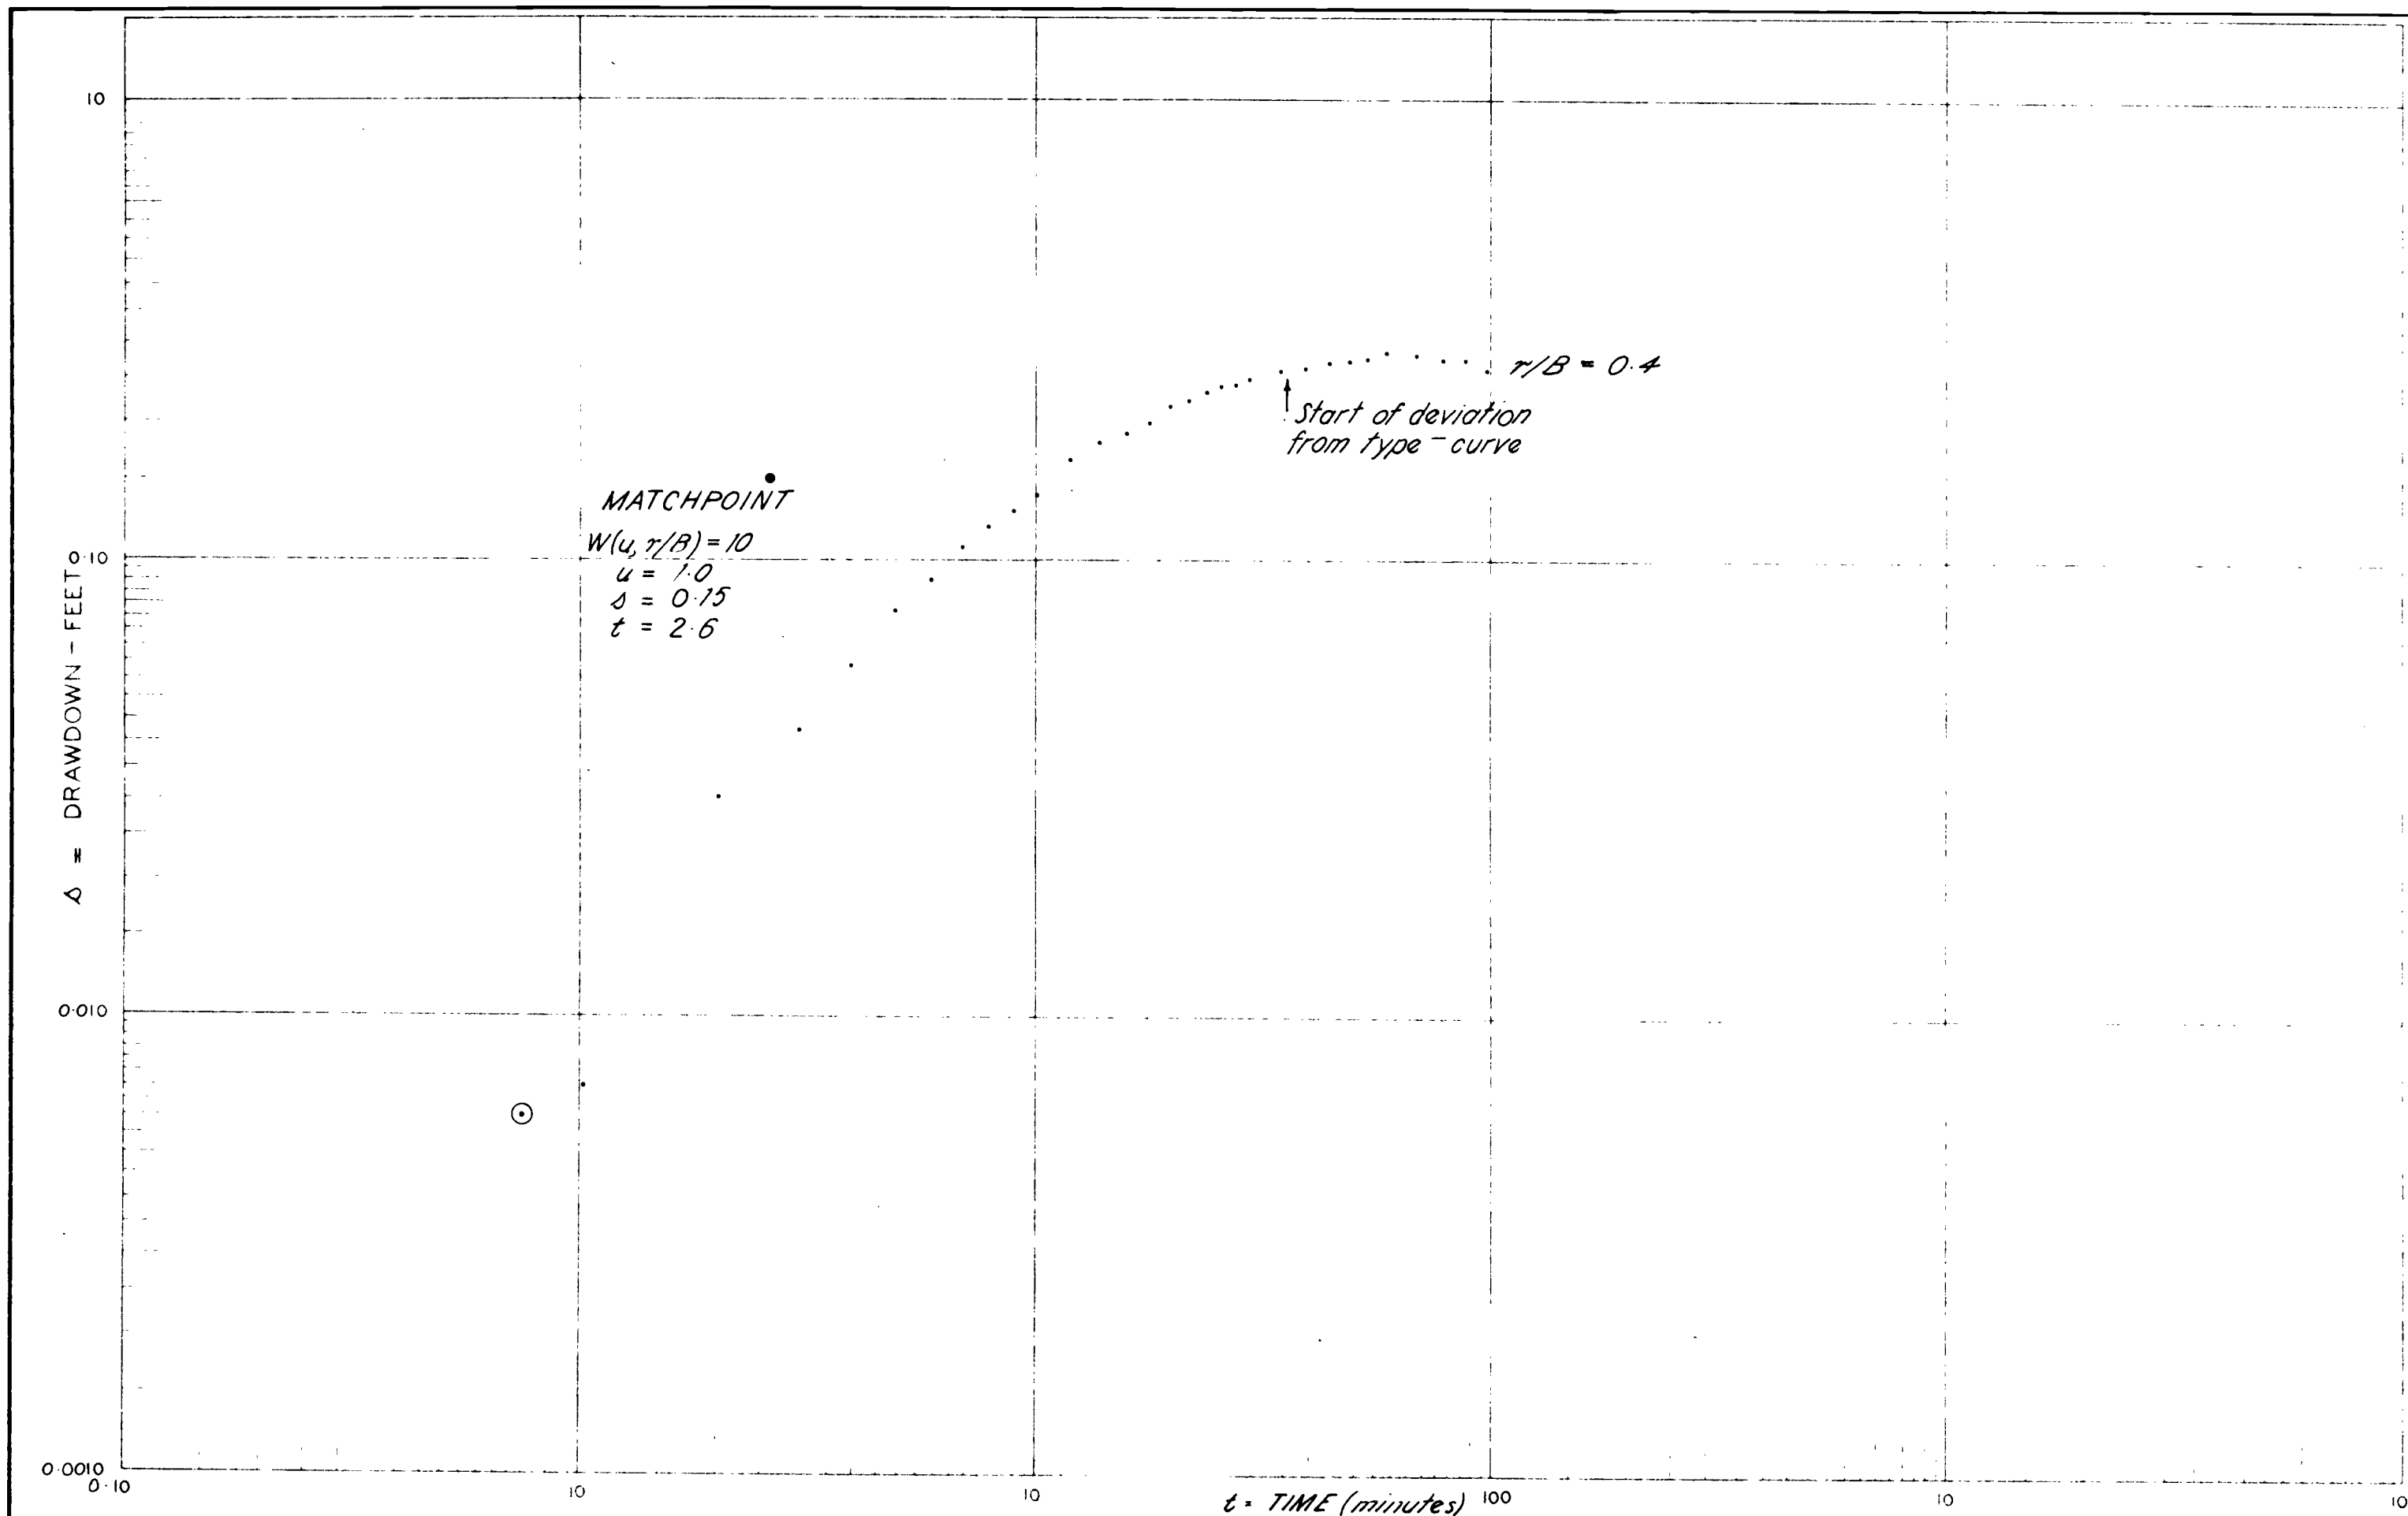 10
0.10
0.010
0.0010
s = DRAWDOWN - FEET
MATCHPOINT
W(u, r/B) = 10
u = 1.0
s = 0.15
t = 2.6
r/B = 0.4
Start of deviation
from type-curve
0.10
10
10
100
10
10
t = TIME (minutes)